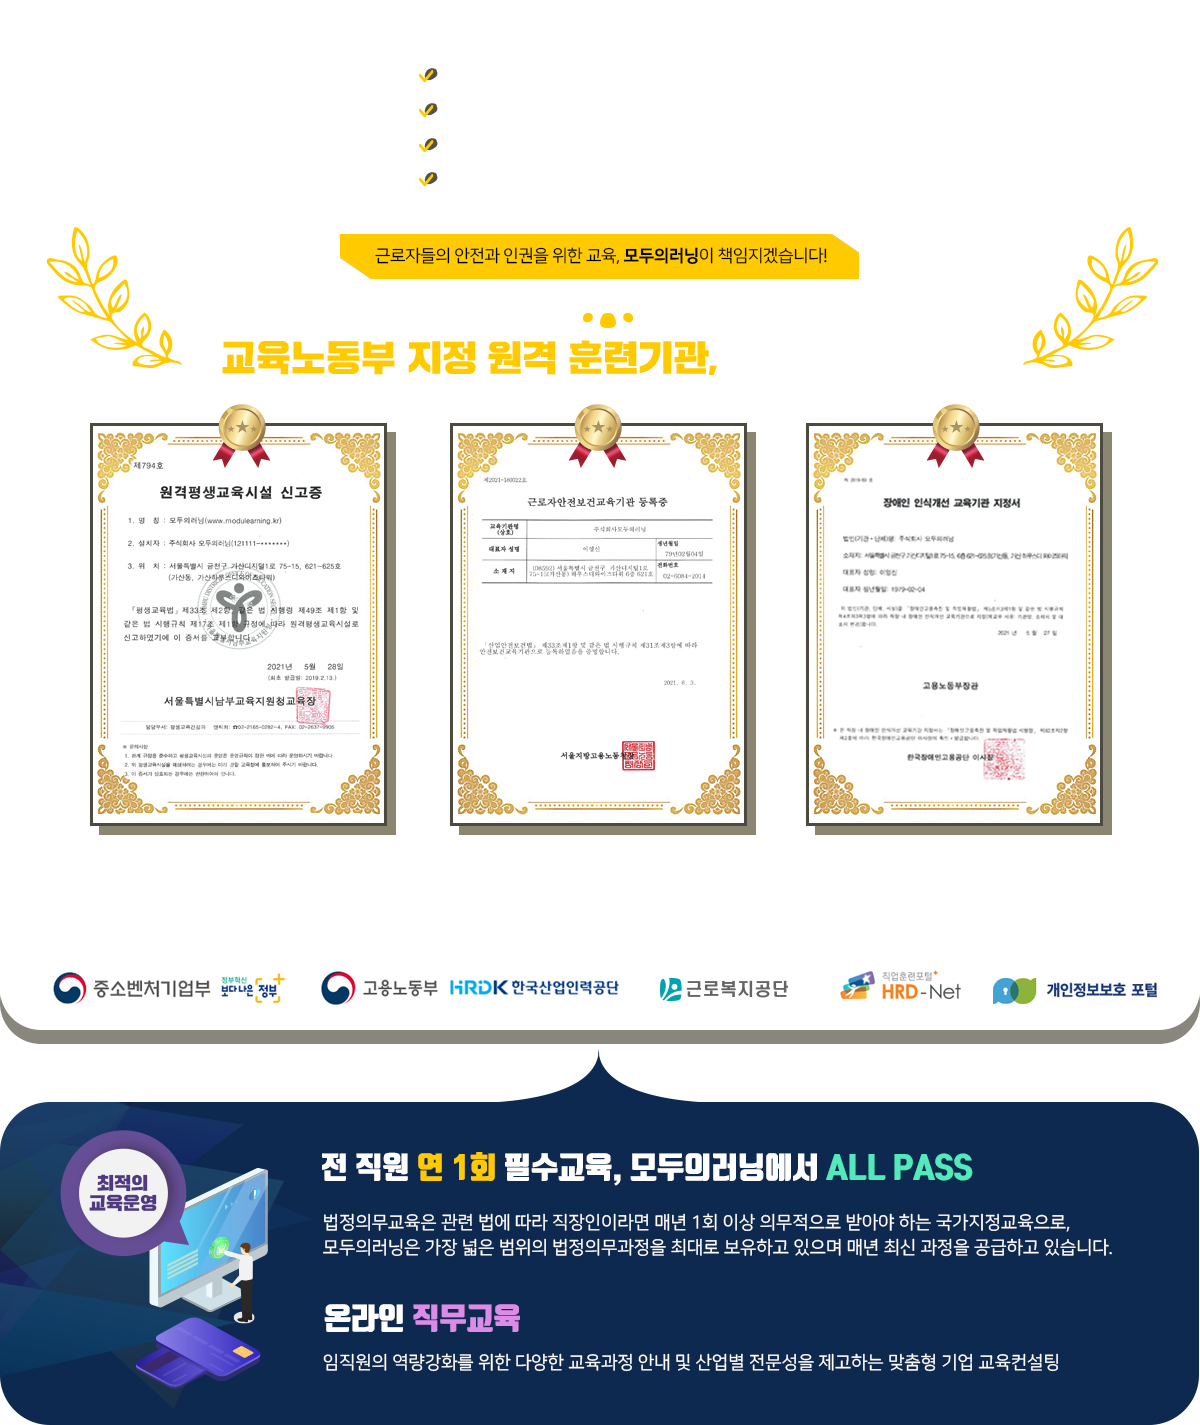 근로자들의 안전과 인권을 위한 교육, 모두의러닝이 책임지겠습니다!
교육노동부 지정 원격 훈련기관,
제794호
원격평생교육시설 신고증
1. 명 칭 : 모두의러닝(www.modulearning.kr)
2. 설치자 : 주식회사 모두의러닝(121111-*******)
3. 위 치 : 서울특별시 금천구 가산디지털1로 75-15, 621~625호
(가산동, 가산하우스디와이즈타워)
「평생교육법」 제33조 제2항, 같은 법 시행령 제49조 제1항 및
같은 법 시행규칙 제17조 제1항 규정에 따라 원격평생교육시설로
신고하였기에 이 증서를 교부합니다.
2021년 5월 28일
(최초 발급일: 2019.2.13.)
서울특별시남부교육지원청교육장
제2021-180022호
근로자안전보건교육기관 등록증
교육기관명
(상호)
주식회사모두의러닝
대표자 성명
이영신
생년월일
79년02월04일
소 재 지
(08592) 서울특별시 금천구 가산디지털1로
75-15(가산동) 하우스디와이즈타워 6층 621호
전화번호
02-6084-2014
「산업안전보건법」 제33조제1항 및 같은 법 시행규칙 제31조제3항에 따라
안전보건교육기관으로 등록하였음을 증명합니다.
2021. 6. 3.
서울지방고용노동청장
장애인 인식개선 교육기관 지정서
법인(기관·단체)명: 주식회사 모두의러닝
대표자 성명: 이영신
대표자 생년월일: 1979-02-04
2021 년 5 월 27 일
고용노동부장관
한국장애인고용공단 이사장
중소벤처기업부
정부혁신
보다 나은 정부
고용노동부
HRDK 한국산업인력공단
근로복지공단
직업훈련포털
HRD-Net
개인정보보호 포털
최적의
교육운영
전 직원 연 1회 필수교육, 모두의러닝에서 ALL PASS
법정의무교육은 관련 법에 따라 직장인이라면 매년 1회 이상 의무적으로 받아야 하는 국가지정교육으로,
모두의러닝은 가장 넓은 범위의 법정의무과정을 최대로 보유하고 있으며 매년 최신 과정을 공급하고 있습니다.
온라인 직무교육
임직원의 역량강화를 위한 다양한 교육과정 안내 및 산업별 전문성을 제고하는 맞춤형 기업 교육컨설팅